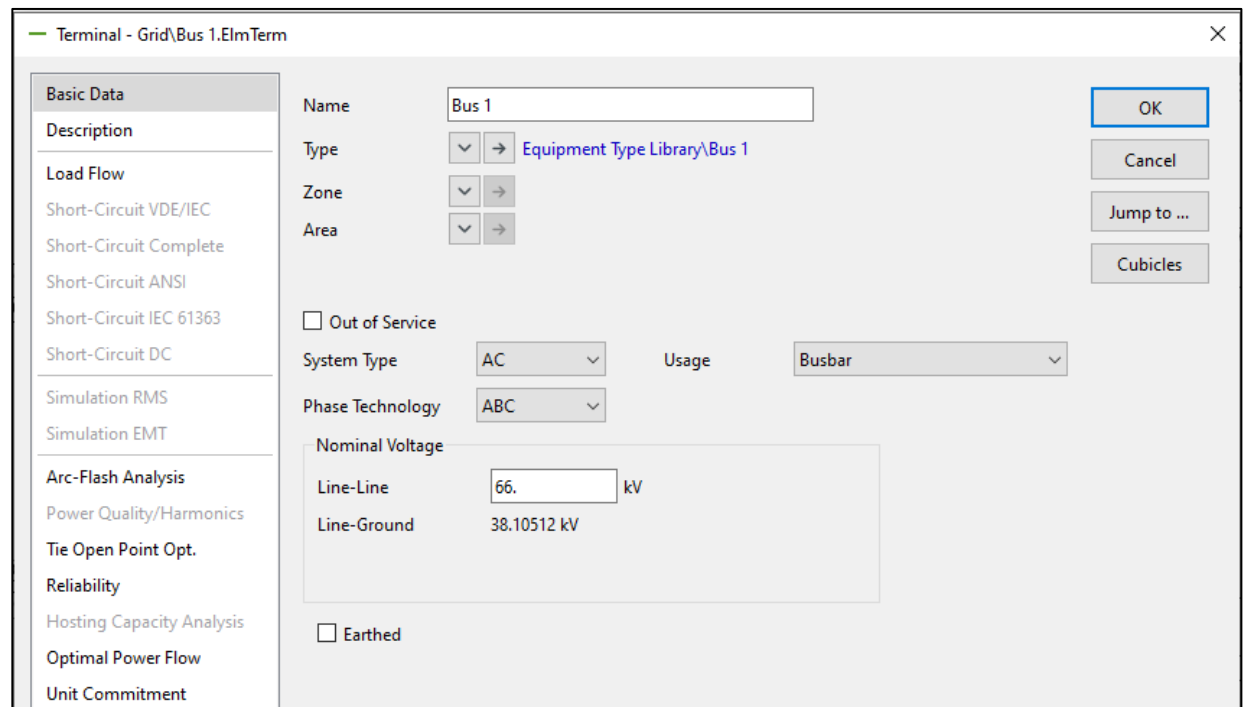 Terminal - Grid\Bus 1.ElmTerm
Basic Data
Description
Load Flow
Short-Circuit VDE/IEC
Short-Circuit Complete
Short-Circuit ANSI
Short-Circuit IEC 61363
Short-Circuit DC
Simulation RMS
Simulation EMT
Arc-Flash Analysis
Power Quality/Harmonics
Tie Open Point Opt.
Reliability
Hosting Capacity Analysis
Optimal Power Flow
Unit Commitment
Name Bus 1
Type Equipment Type Library\Bus 1
Zone
Area
Out of Service
System Type AC Usage Busbar
Phase Technology ABC
Nominal Voltage
Line-Line 66. kV
Line-Ground 38.10512 kV
Earthed
OK
Cancel
Jump to ...
Cubicles